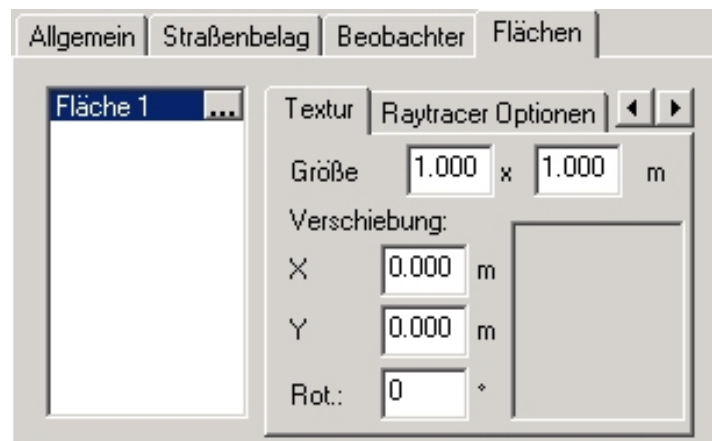 Allgemein Straßenbelag Beobachter Flächen
Fläche 1 ...
Textur Raytracer Optionen
Größe 1.000 x 1.000 m
Verschiebung:
X 0.000 m
Y 0.000 m
Rot.: 0 °